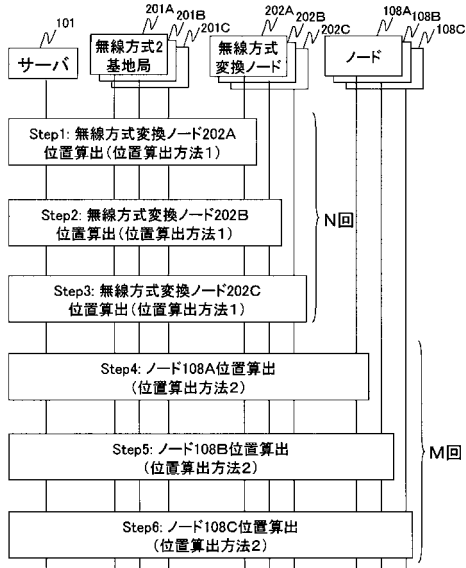 101
201A
201B
201C
202A
202B
202C
108A
108B
108C
サーバ
無線方式2
基地局
無線方式
変換ノード
ノード
Step1: 無線方式変換ノード202A
位置算出(位置算出方法1)
Step2: 無線方式変換ノード202B
位置算出(位置算出方法1)
N回
Step3: 無線方式変換ノード202C
位置算出(位置算出方法1)
Step4: ノード108A位置算出
(位置算出方法2)
Step5: ノード108B位置算出
(位置算出方法2)
M回
Step6: ノード108C位置算出
(位置算出方法2)